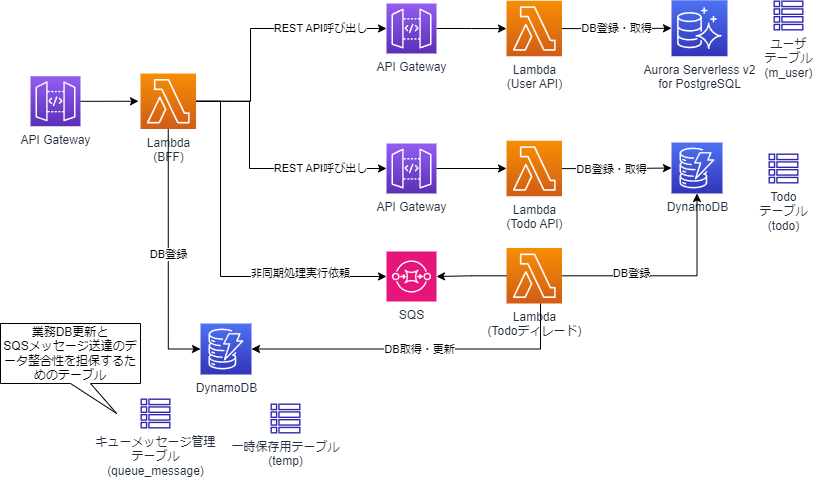 REST API呼び出し
API Gateway
Lambda
(User API)
DB登録・取得
Aurora Serverless v2
for PostgreSQL
ユーザ
テーブル
(m_user)
API Gateway
Lambda
(BFF)
REST API呼び出し
API Gateway
Lambda
(Todo API)
DB登録・取得
DynamoDB
Todo
テーブル
(todo)
DB登録
非同期処理実行依頼
SQS
Lambda
(Todoディレード)
DB登録
業務DB更新と
SQSメッセージ送達のデ
ータ整合性を担保するた
めのテーブル
DynamoDB
DB取得・更新
キューメッセージ管理
テーブル
(queue_message)
一時保存用テーブル
(temp)